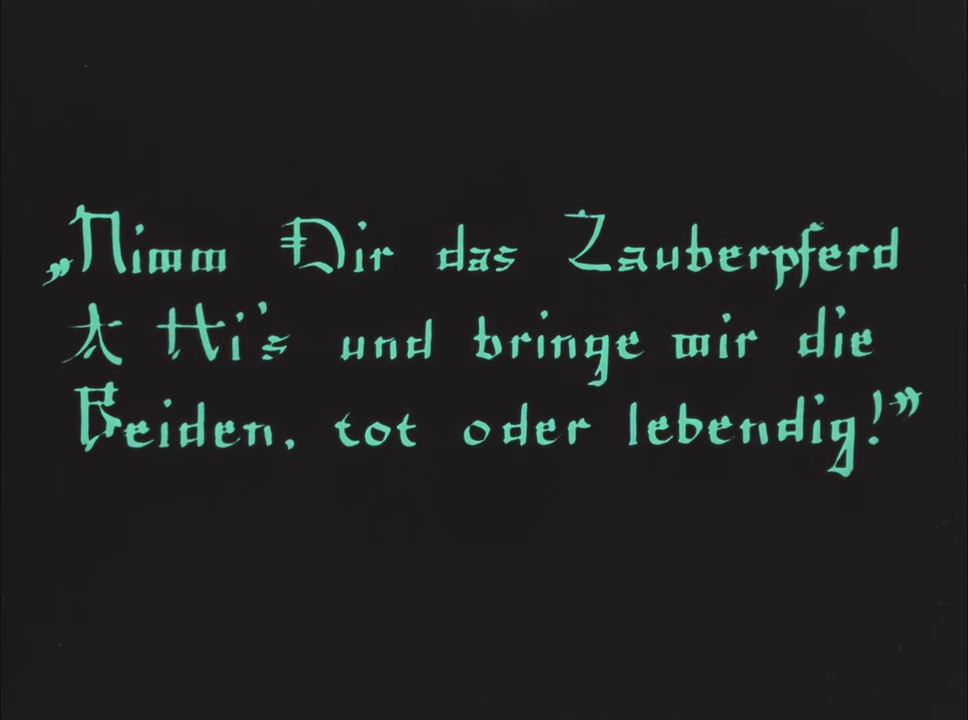 „Nimm Dir das Zauberpferd
A Hi's und bringe mir die
Beiden, tot oder lebendig!”